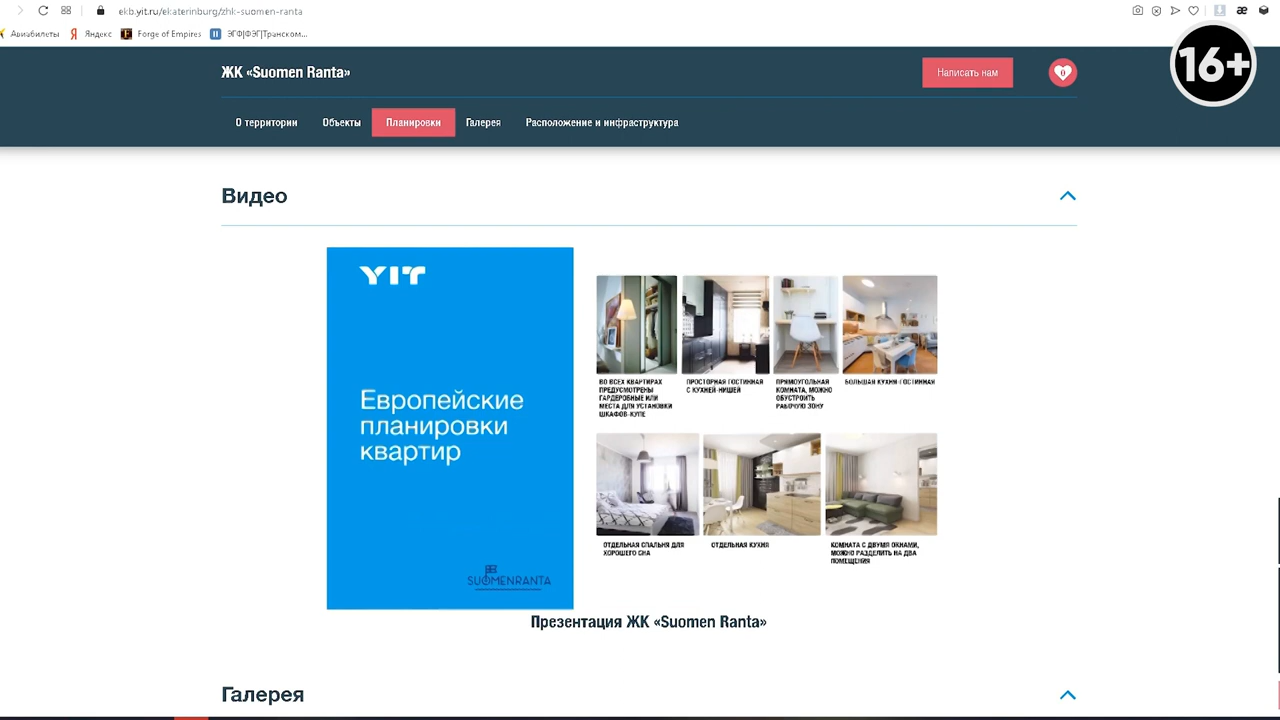 ekb.yit.ru/ekaterinburg/zhk-suomen-ranta
Авиабилеты
Яндекс
Forge of Empires
ЭГФ|ФЭГ|Транском...
16+
ЖК «Suomen Ranta»
Написать нам
0
О территории
Объекты
Планировки
Галерея
Расположение и инфраструктура
Видео
YIT
Европейские
планировки
квартир
SUOMENRANTA
ВО ВСЕХ КВАРТИРАХ
ПРЕДУСМОТРЕНЫ
ГАРДЕРОБНЫЕ ИЛИ
МЕСТА ДЛЯ УСТАНОВКИ
ШКАФОВ-КУПЕ
ПРОСТОРНАЯ ГОСТИННАЯ
С КУХНЕЙ-НИШЕЙ
ПРЯМОУГОЛЬНАЯ
КОМНАТА, МОЖНО
ОБУСТРОИТЬ
РАБОЧУЮ ЗОНУ
БОЛЬШАЯ КУХНЯ-ГОСТИННАЯ
ОТДЕЛЬНАЯ СПАЛЬНЯ ДЛЯ
ХОРОШЕГО СНА
ОТДЕЛЬНАЯ КУХНЯ
КОМНАТА С ДВУМЯ ОКНАМИ,
МОЖНО РАЗДЕЛИТЬ НА ДВА
ПОМЕЩЕНИЯ
Презентация ЖК «Suomen Ranta»
Галерея